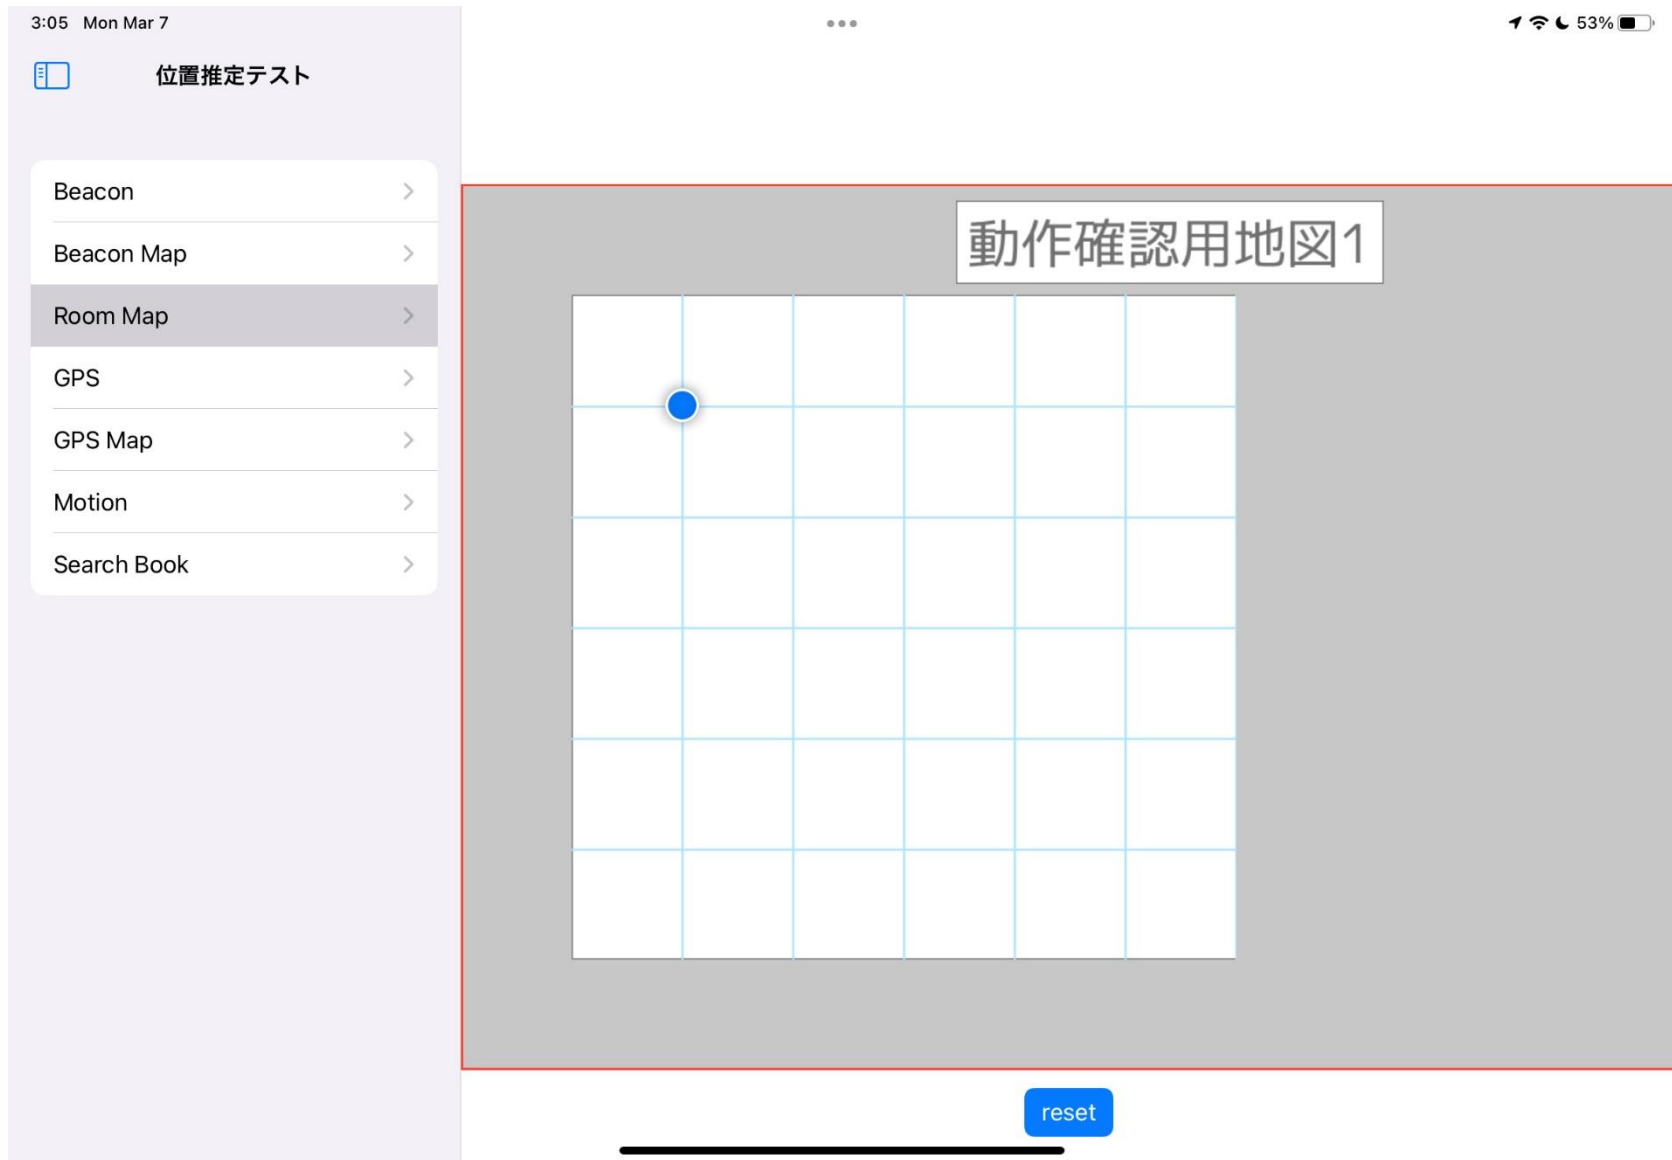 3:05 Mon Mar 7
53%
位置推定テスト
Beacon
Beacon Map
Room Map
GPS
GPS Map
Motion
Search Book
動作確認用地図1
reset